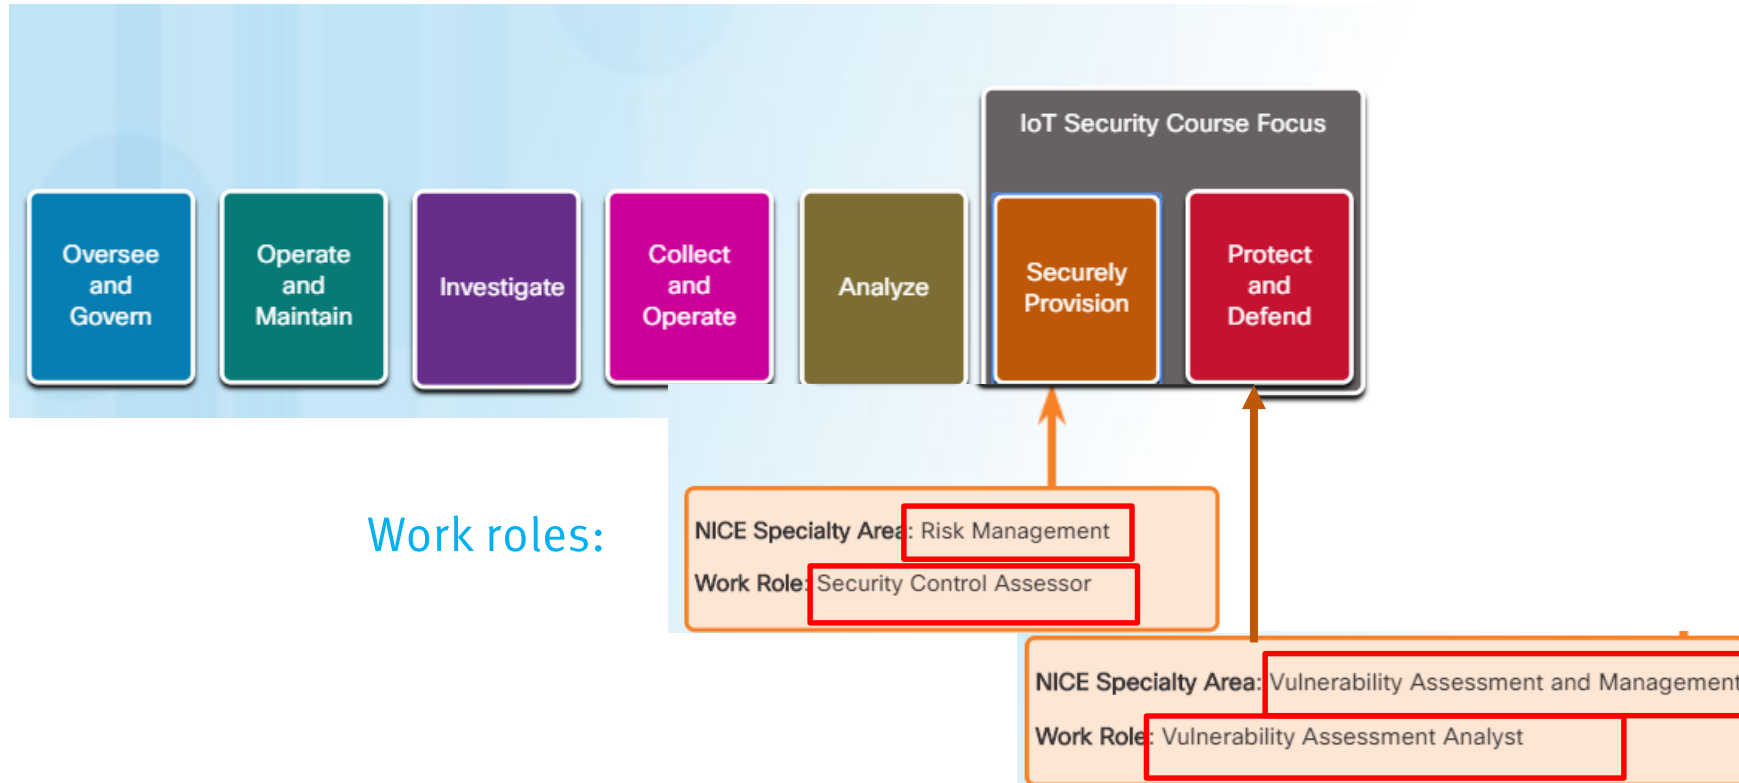 IoT Security Course Focus
Oversee
and
Govern
Operate
and
Maintain
Investigate
Collect
and
Operate
Analyze
Securely
Provision
Protect
and
Defend
Work roles:
NICE Specialty Area: Risk Management
Work Role: Security Control Assessor
NICE Specialty Area: Vulnerability Assessment and Management
Work Role: Vulnerability Assessment Analyst